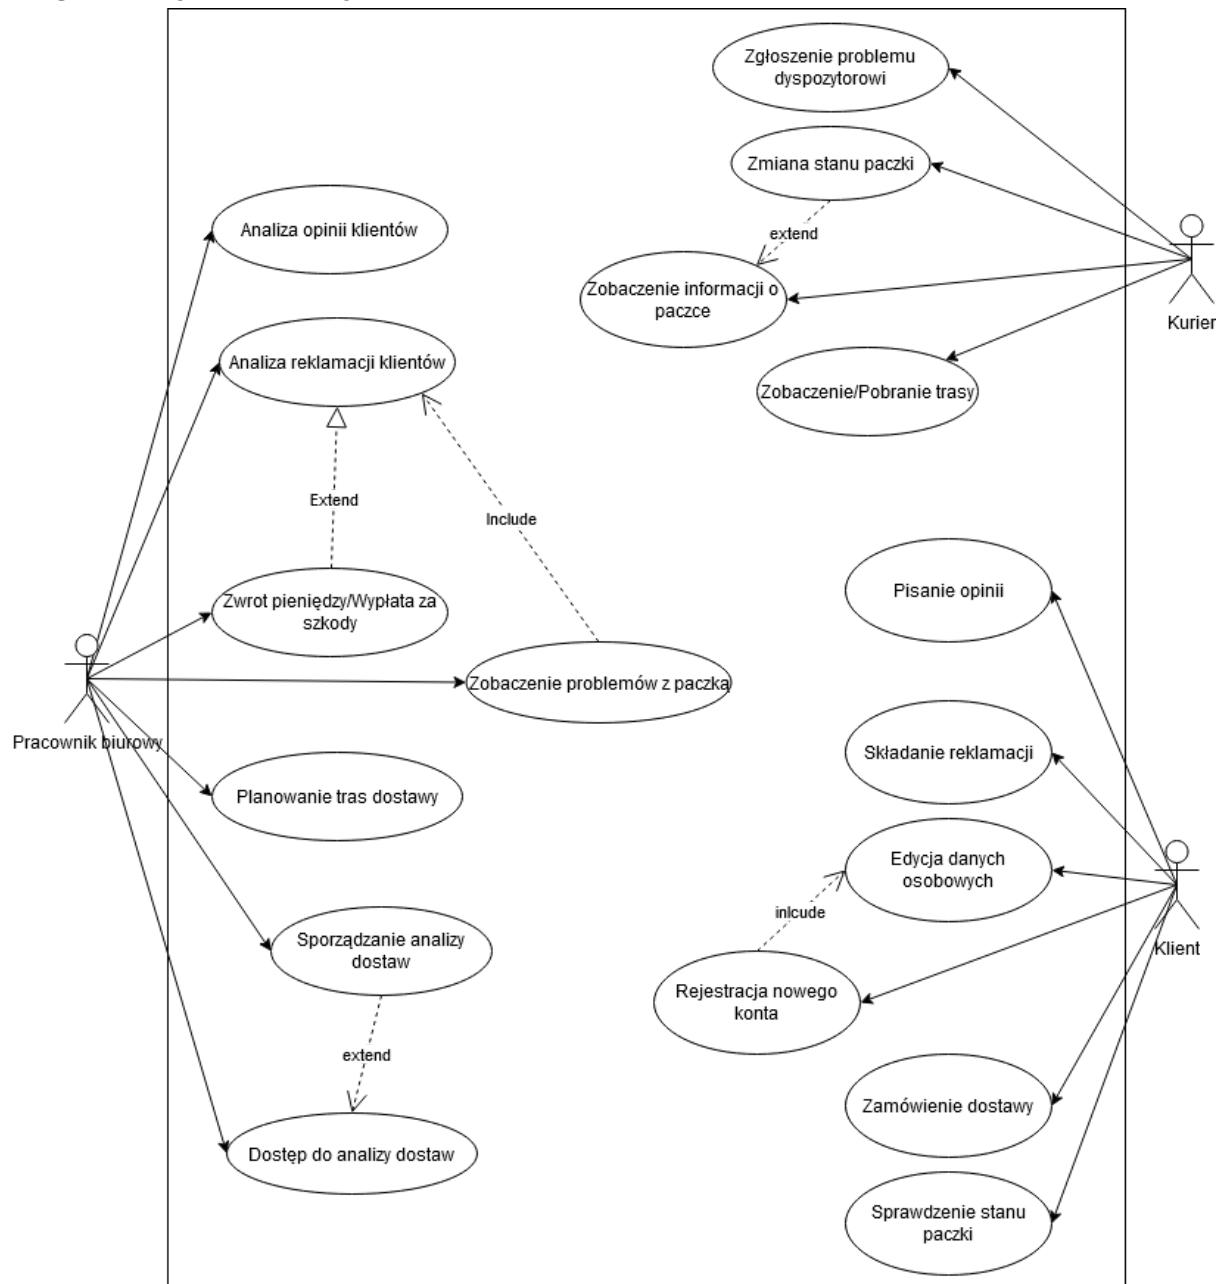 Zgłoszenie problemu
dyspozytorowi
Zmiana stanu paczki
extend
Zobaczenie informacji o
paczce
Zobaczenie/Pobranie trasy
Kurier
Analiza opinii klientów
Analiza reklamacji klientów
Extend
Include
Zwrot pieniędzy/Wypłata za
szkody
Zobaczenie problemów z paczką
Pracownik biurowy
Planowanie tras dostawy
Sporządzanie analizy
dostaw
extend
Dostęp do analizy dostaw
Pisanie opinii
Składanie reklamacji
Edycja danych
osobowych
inlcude
Rejestracja nowego
konta
Klient
Zamówienie dostawy
Sprawdzenie stanu
paczki